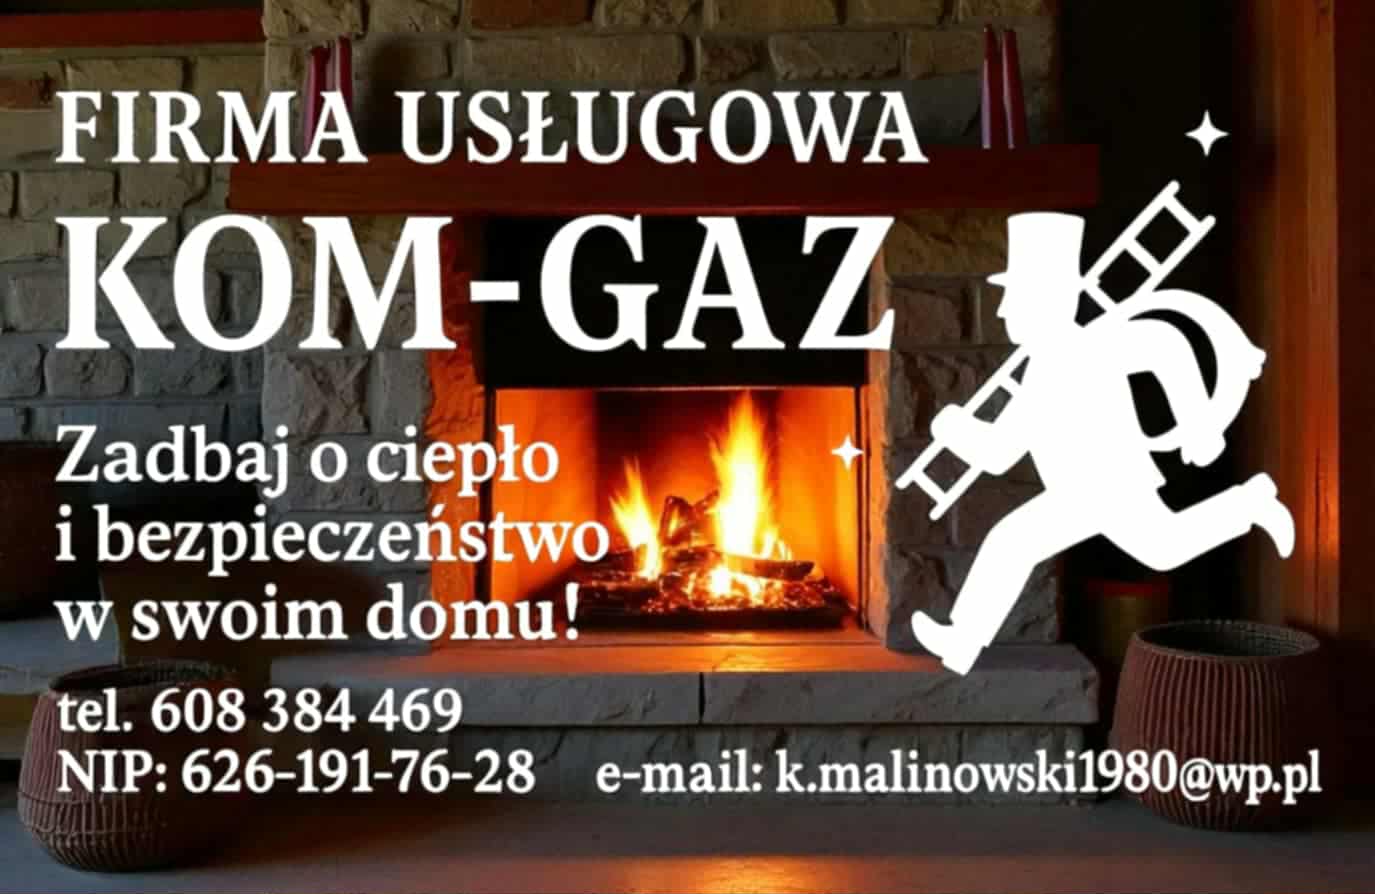 FIRMA USŁUGOWA
KOM-GAZ
Zadbaj o ciepło
i bezpieczeństwo
w swoim domu!
tel. 608 384 469
NIP: 626-191-76-28 e-mail: k.malinowski1980@wp.pl